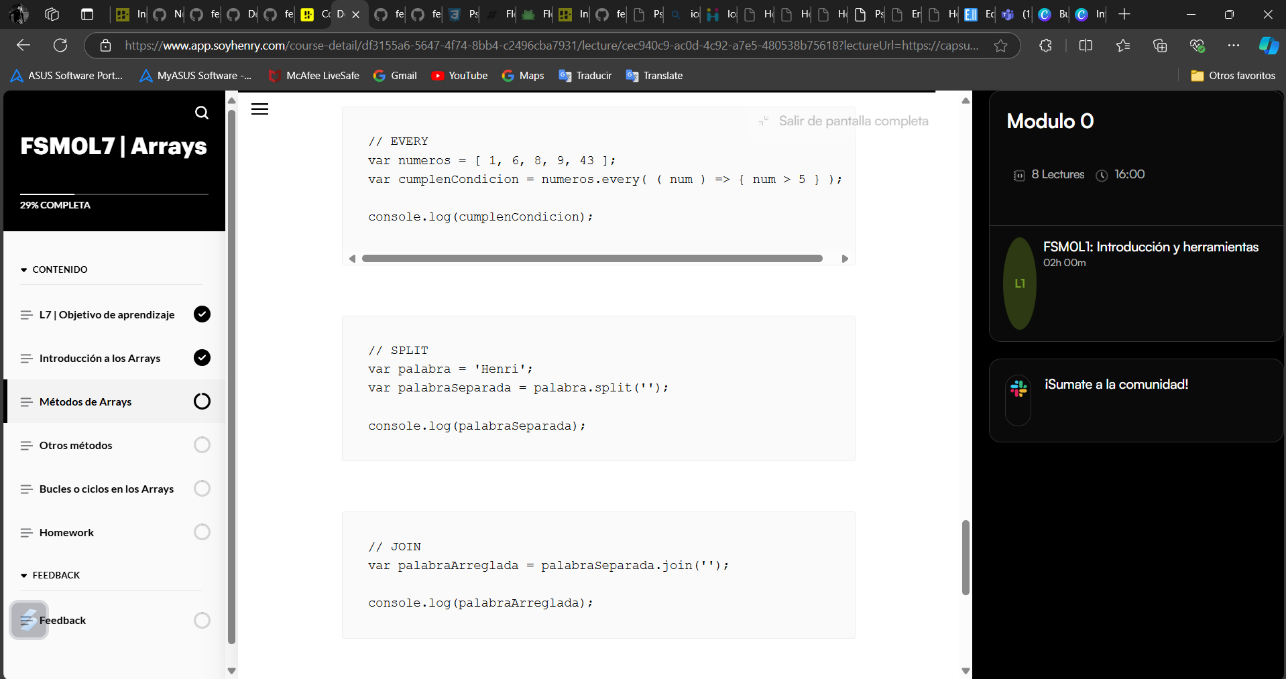 https://www.app.soyhenry.com/course-detail/df3155a6-5647-4f74-8bb4-c2496cba7931/lecture/cec940c9-ac0d-4c92-a7e5-480538b75618?lectureUrl=https://capsu...
ASUS Software Port...
MyASUS Software -...
McAfee LiveSafe
Gmail
YouTube
Maps
Traducir
Translate
Otros favoritos
FSM0L7 | Arrays
29% COMPLETA
CONTENIDO
L7 | Objetivo de aprendizaje
Introducción a los Arrays
Métodos de Arrays
Otros métodos
Bucles o ciclos en los Arrays
Homework
FEEDBACK
Feedback
Salir de pantalla completa
// EVERY
var numeros = [ 1, 6, 8, 9, 43 ];
var cumplenCondicion = numeros.every( ( num ) => { num > 5 } );
console.log(cumplenCondicion);
// SPLIT
var palabra = 'Henri';
var palabraSeparada = palabra.split('');
console.log(palabraSeparada);
// JOIN
var palabraArreglada = palabraSeparada.join('');
console.log(palabraArreglada);
Modulo 0
8 Lectures
16:00
L1
FSM0L1: Introducción y herramientas
02h 00m
¡Sumate a la comunidad!